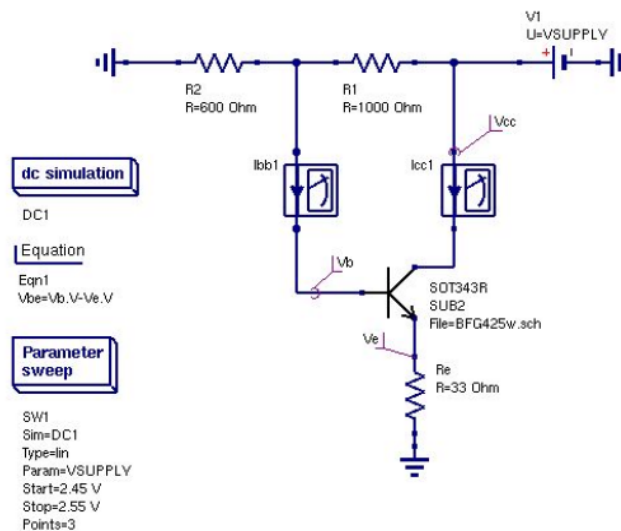 V1
U=VSUPPLY
R2
R=600 Ohm
R1
R=1000 Ohm
Vcc
Ibb1
Icc1
dc simulation
DC1
Equation
Eqn1
Vbe=Vb.V-Ve.V
Vb
SOT343R
SUB2
File=BFG425w.sch
Ve
Re
R=33 Ohm
Parameter
sweep
SW1
Sim=DC1
Type=lin
Param=VSUPPLY
Start=2.45 V
Stop=2.55 V
Points=3